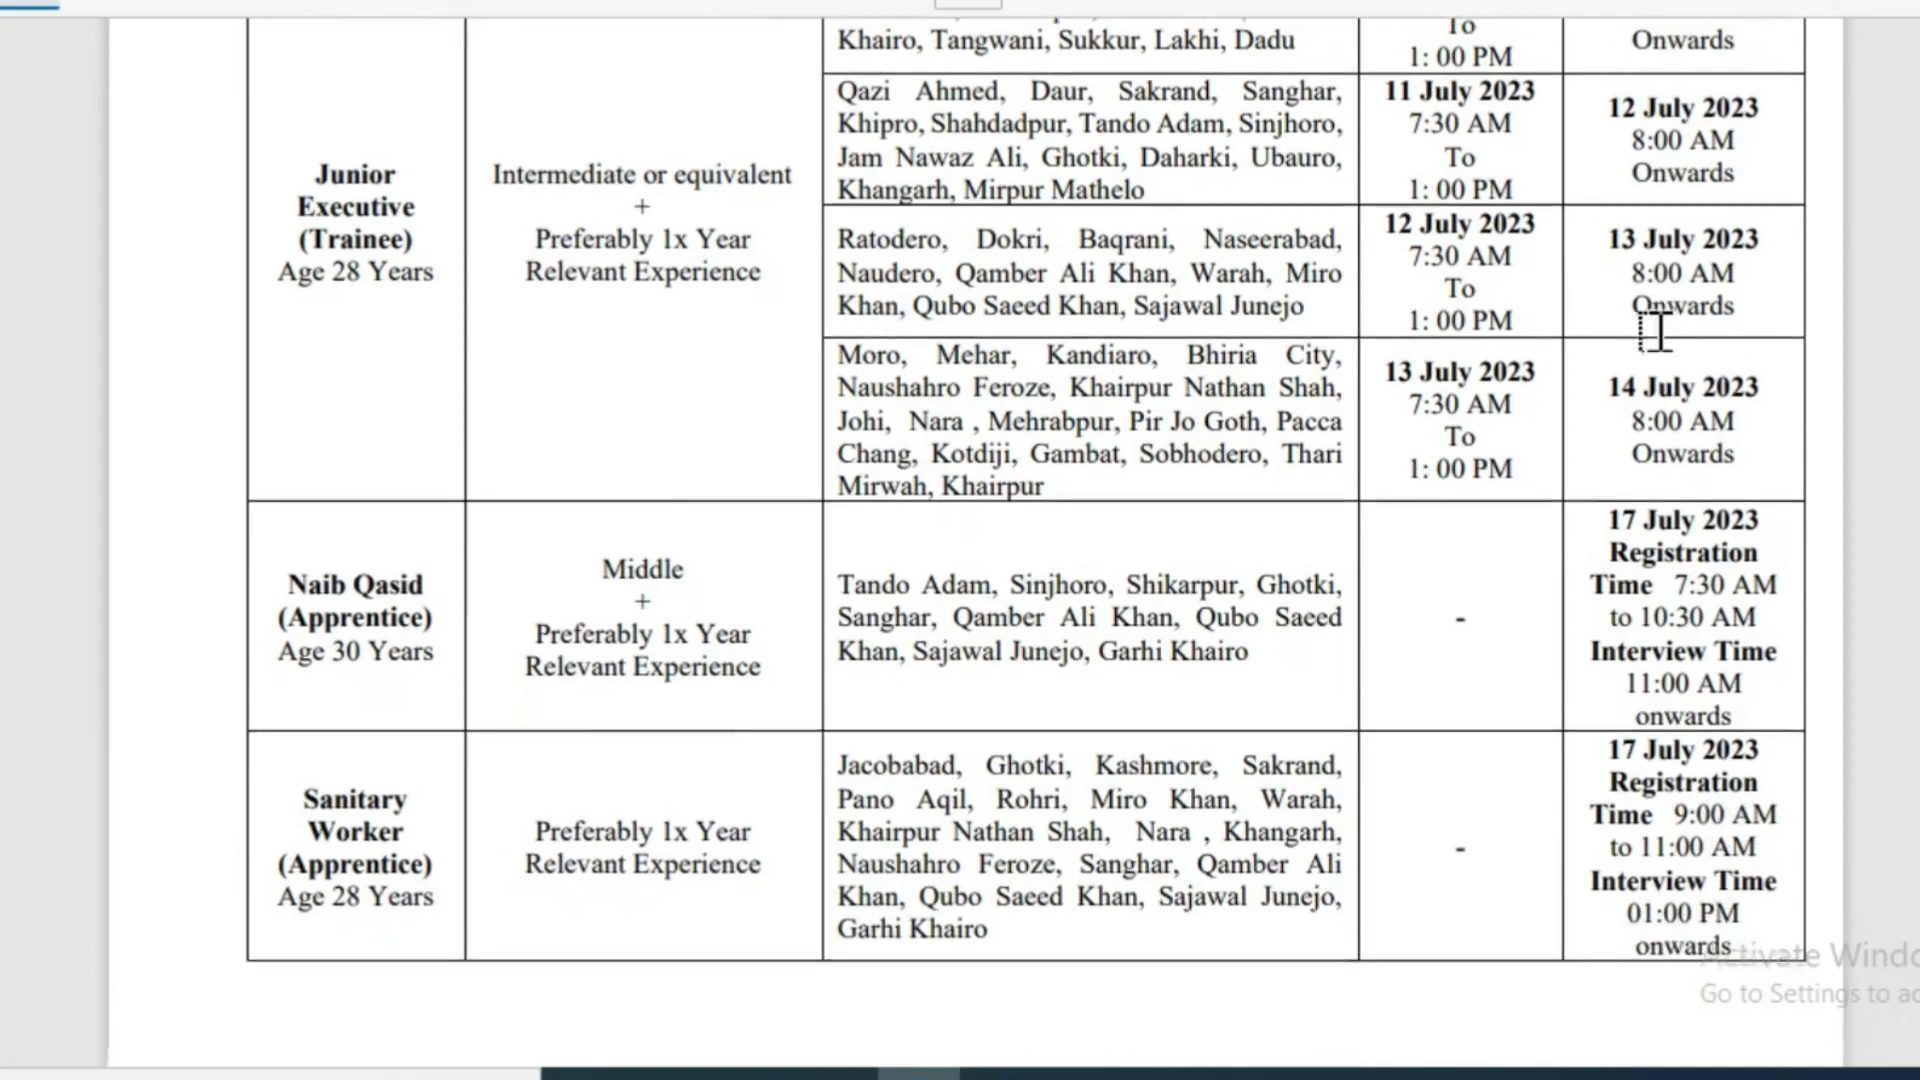 Khairo, Tangwani, Sukkur, Lakhi, Dadu
To
1: 00 PM
Onwards
Junior
Executive
(Trainee)
Age 28 Years
Intermediate or equivalent
+
Preferably 1x Year
Relevant Experience
Qazi Ahmed, Daur, Sakrand, Sanghar,
Khipro, Shahdadpur, Tando Adam, Sinjhoro,
Jam Nawaz Ali, Ghotki, Daharki, Ubauro,
Khangarh, Mirpur Mathelo
11 July 2023
7:30 AM
To
1: 00 PM
12 July 2023
8:00 AM
Onwards
Ratodero, Dokri, Baqrani, Naseerabad,
Naudero, Qamber Ali Khan, Warah, Miro
Khan, Qubo Saeed Khan, Sajawal Junejo
12 July 2023
7:30 AM
To
1: 00 PM
13 July 2023
8:00 AM
Onwards
Moro, Mehar, Kandiaro, Bhiria City,
Naushahro Feroze, Khairpur Nathan Shah,
Johi, Nara , Mehrabpur, Pir Jo Goth, Pacca
Chang, Kotdiji, Gambat, Sobhodero, Thari
Mirwah, Khairpur
13 July 2023
7:30 AM
To
1: 00 PM
14 July 2023
8:00 AM
Onwards
Naib Qasid
(Apprentice)
Age 30 Years
Middle
+
Preferably 1x Year
Relevant Experience
Tando Adam, Sinjhoro, Shikarpur, Ghotki,
Sanghar, Qamber Ali Khan, Qubo Saeed
Khan, Sajawal Junejo, Garhi Khairo
-
17 July 2023
Registration
Time 7:30 AM
to 10:30 AM
Interview Time
11:00 AM
onwards
Sanitary
Worker
(Apprentice)
Age 28 Years
Preferably 1x Year
Relevant Experience
Jacobabad, Ghotki, Kashmore, Sakrand,
Pano Aqil, Rohri, Miro Khan, Warah,
Khairpur Nathan Shah, Nara , Khangarh,
Naushahro Feroze, Sanghar, Qamber Ali
Khan, Qubo Saeed Khan, Sajawal Junejo,
Garhi Khairo
-
17 July 2023
Registration
Time 9:00 AM
to 11:00 AM
Interview Time
01:00 PM
onwards
Activate Windo
Go to Settings to ac